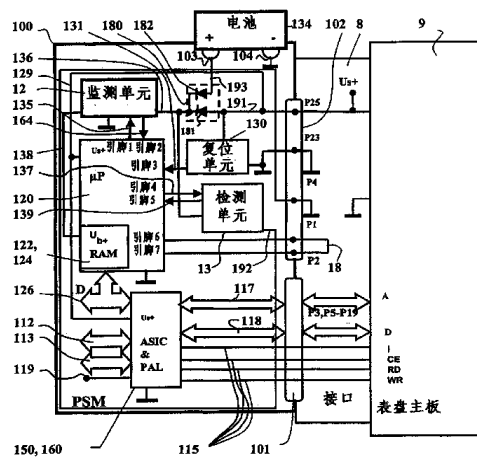 100
131
136
180
182
电池
+
-
134
102
8
9
129
12
135
164
监测单元
103
104
193
Us+
191
181
P25
138
137
120
139
122,
124
Us+
引脚1
引脚2
引脚3
µP
引脚4
引脚5
引脚6
引脚7
Ub+
RAM
复位
单元
130
P23
P4
检测
单元
P1
13
192
P2
18
126
D
117
118
P3,P5-P19
A
D
112
113
119
Us+
ASIC
&
PAL
I
CE
RD
WR
PSM
接口
表盘主板
150, 160
115
101